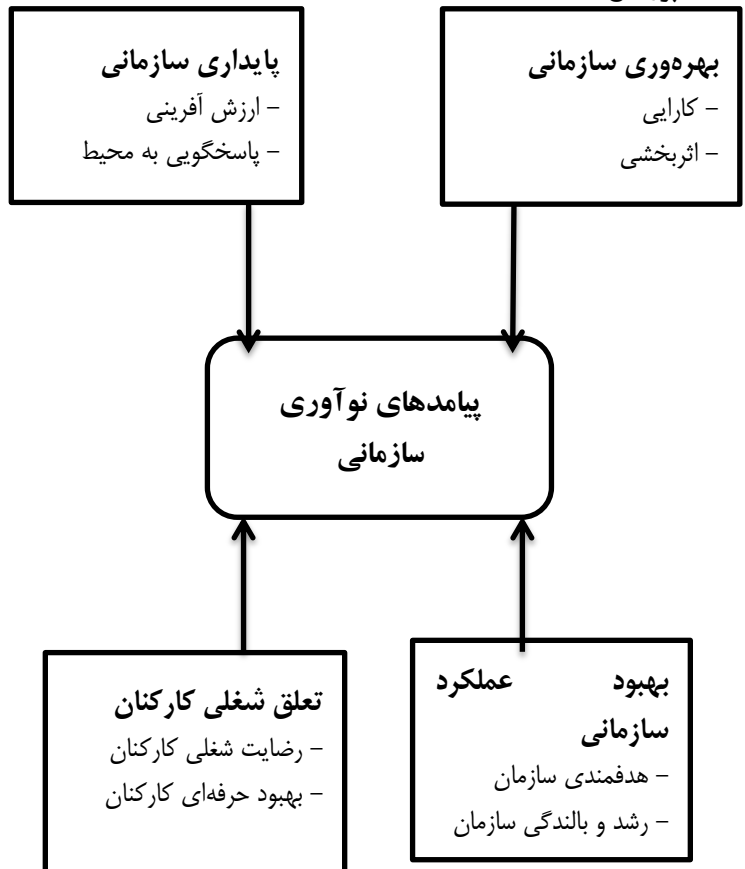 بهره‌وری سازمانی
- کارایی
- اثربخشی
پایداری سازمانی
- ارزش آفرینی
- پاسخگویی به محیط
پیامدهای نوآوری
سازمانی
بهبود عملکرد
سازمانی
- هدفمندی سازمان
- رشد و بالندگی سازمان
تعلق شغلی کارکنان
- رضایت شغلی کارکنان
- بهبود حرفه‌ای کارکنان